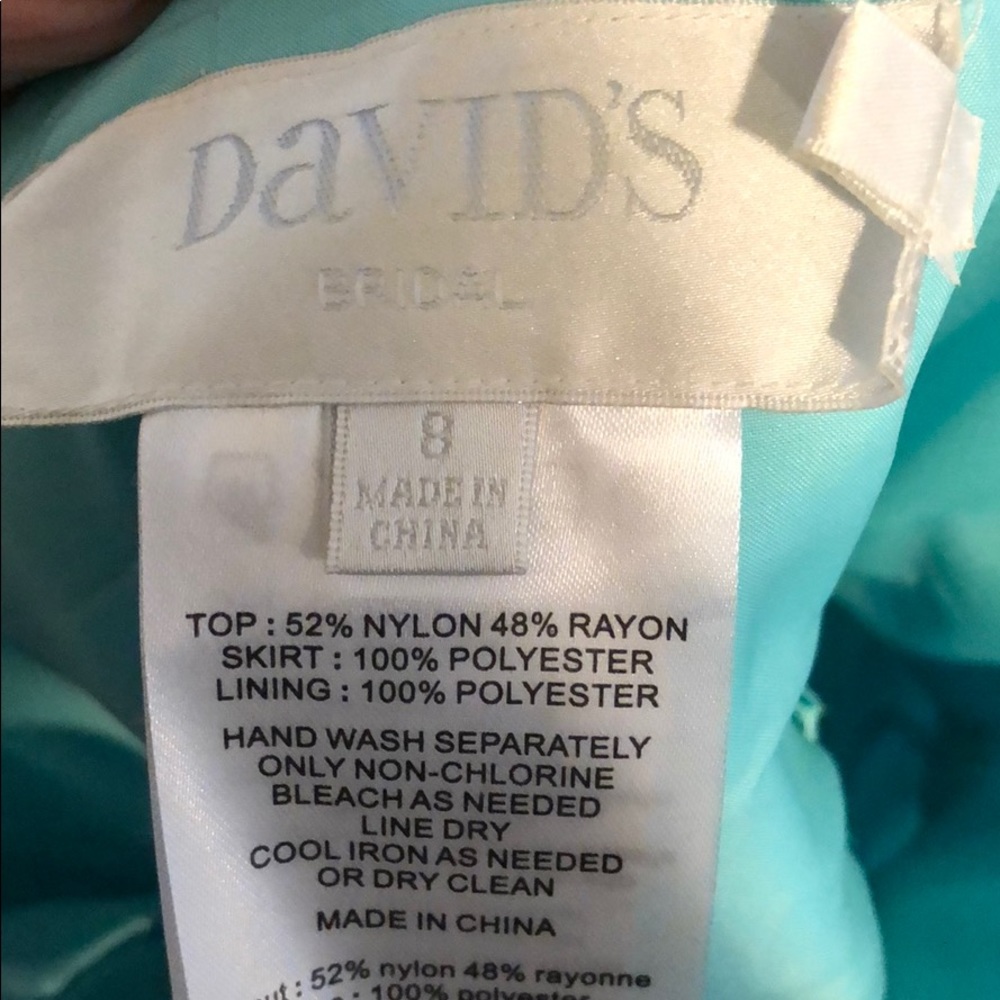 DaVID'S
BRIDAL
8
MADE IN
CHINA
TOP : 52% NYLON 48% RAYON
SKIRT : 100% POLYESTER
LINING : 100% POLYESTER
HAND WASH SEPARATELY
ONLY NON-CHLORINE
BLEACH AS NEEDED
LINE DRY
COOL IRON AS NEEDED
OR DRY CLEAN
MADE IN CHINA
: 52% nylon 48% rayonne
: 100% polyester